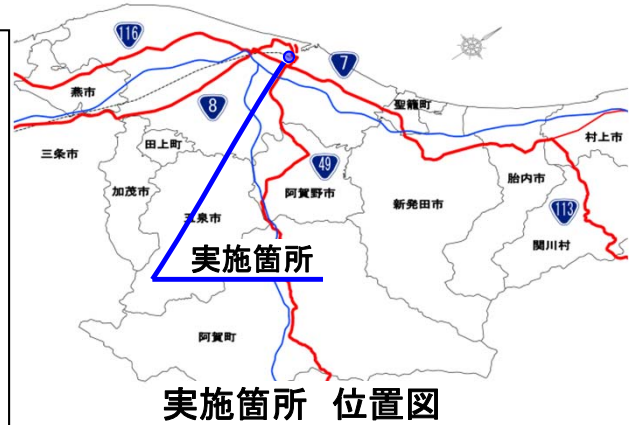 116
7
燕市
8
聖籠町
三条市
田上町
村上市
49
加茂市
阿賀野市
胎内市
新発田市
五泉市
113
関川村
実施箇所
阿賀町
実施箇所 位置図